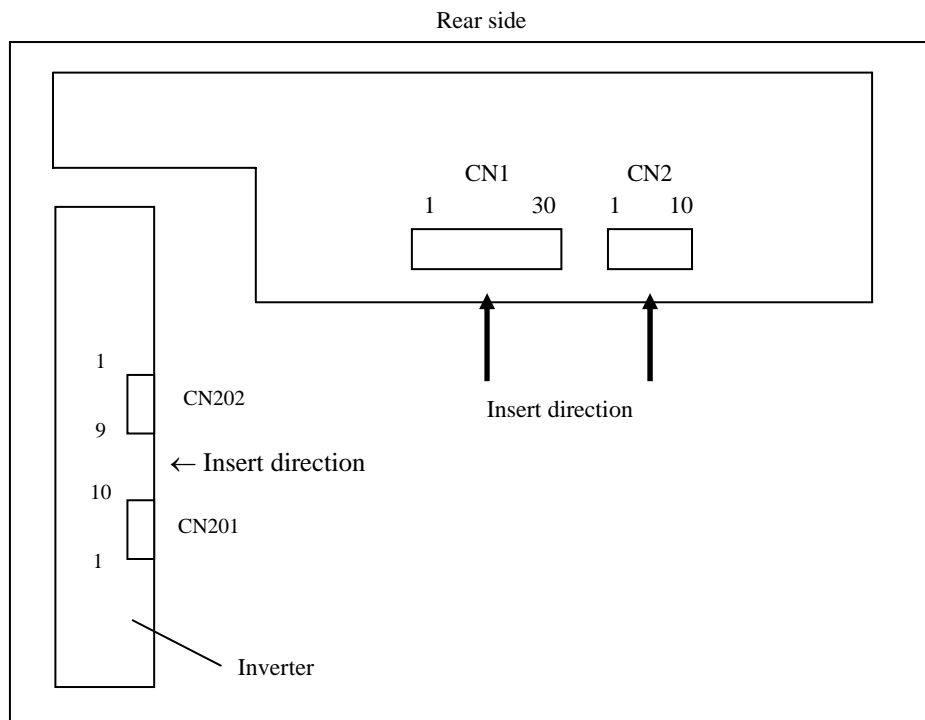 Rear side
CN1 CN2
1 30 1 10
1
CN202
9
Insert direction
← Insert direction
10
CN201
1
Inverter